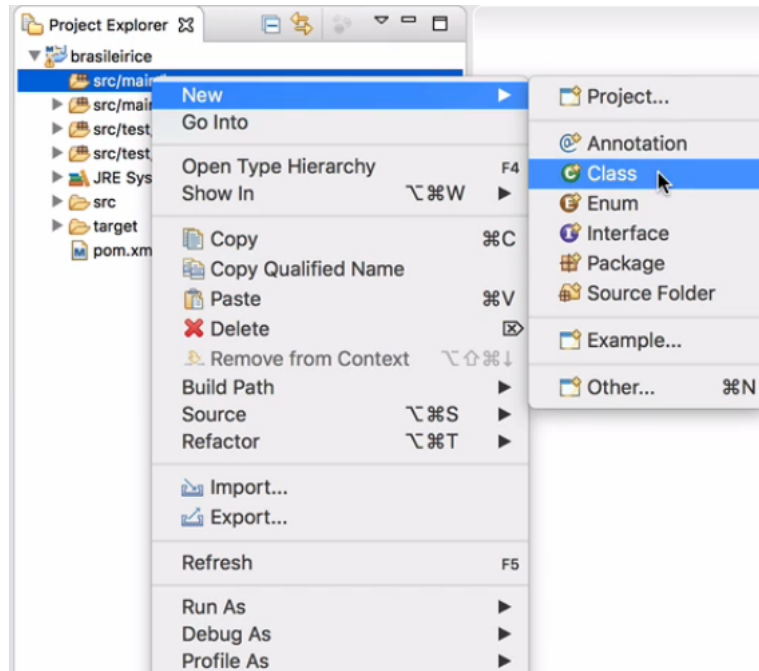 Project Explorer
brasileirice
src/main
src/mair
src/test
src/test
JRE Sys
src
target
pom.xm
New
Go Into
Open Type Hierarchy F4
Show In ⌥⌘W
Copy ⌘C
Copy Qualified Name
Paste ⌘V
Delete ⌦
Remove from Context ⌥⇧⌘↓
Build Path
Source ⌥⌘S
Refactor ⌥⌘T
Import...
Export...
Refresh F5
Run As
Debug As
Profile As
Project...
Annotation
Class
Enum
Interface
Package
Source Folder
Example...
Other... ⌘N